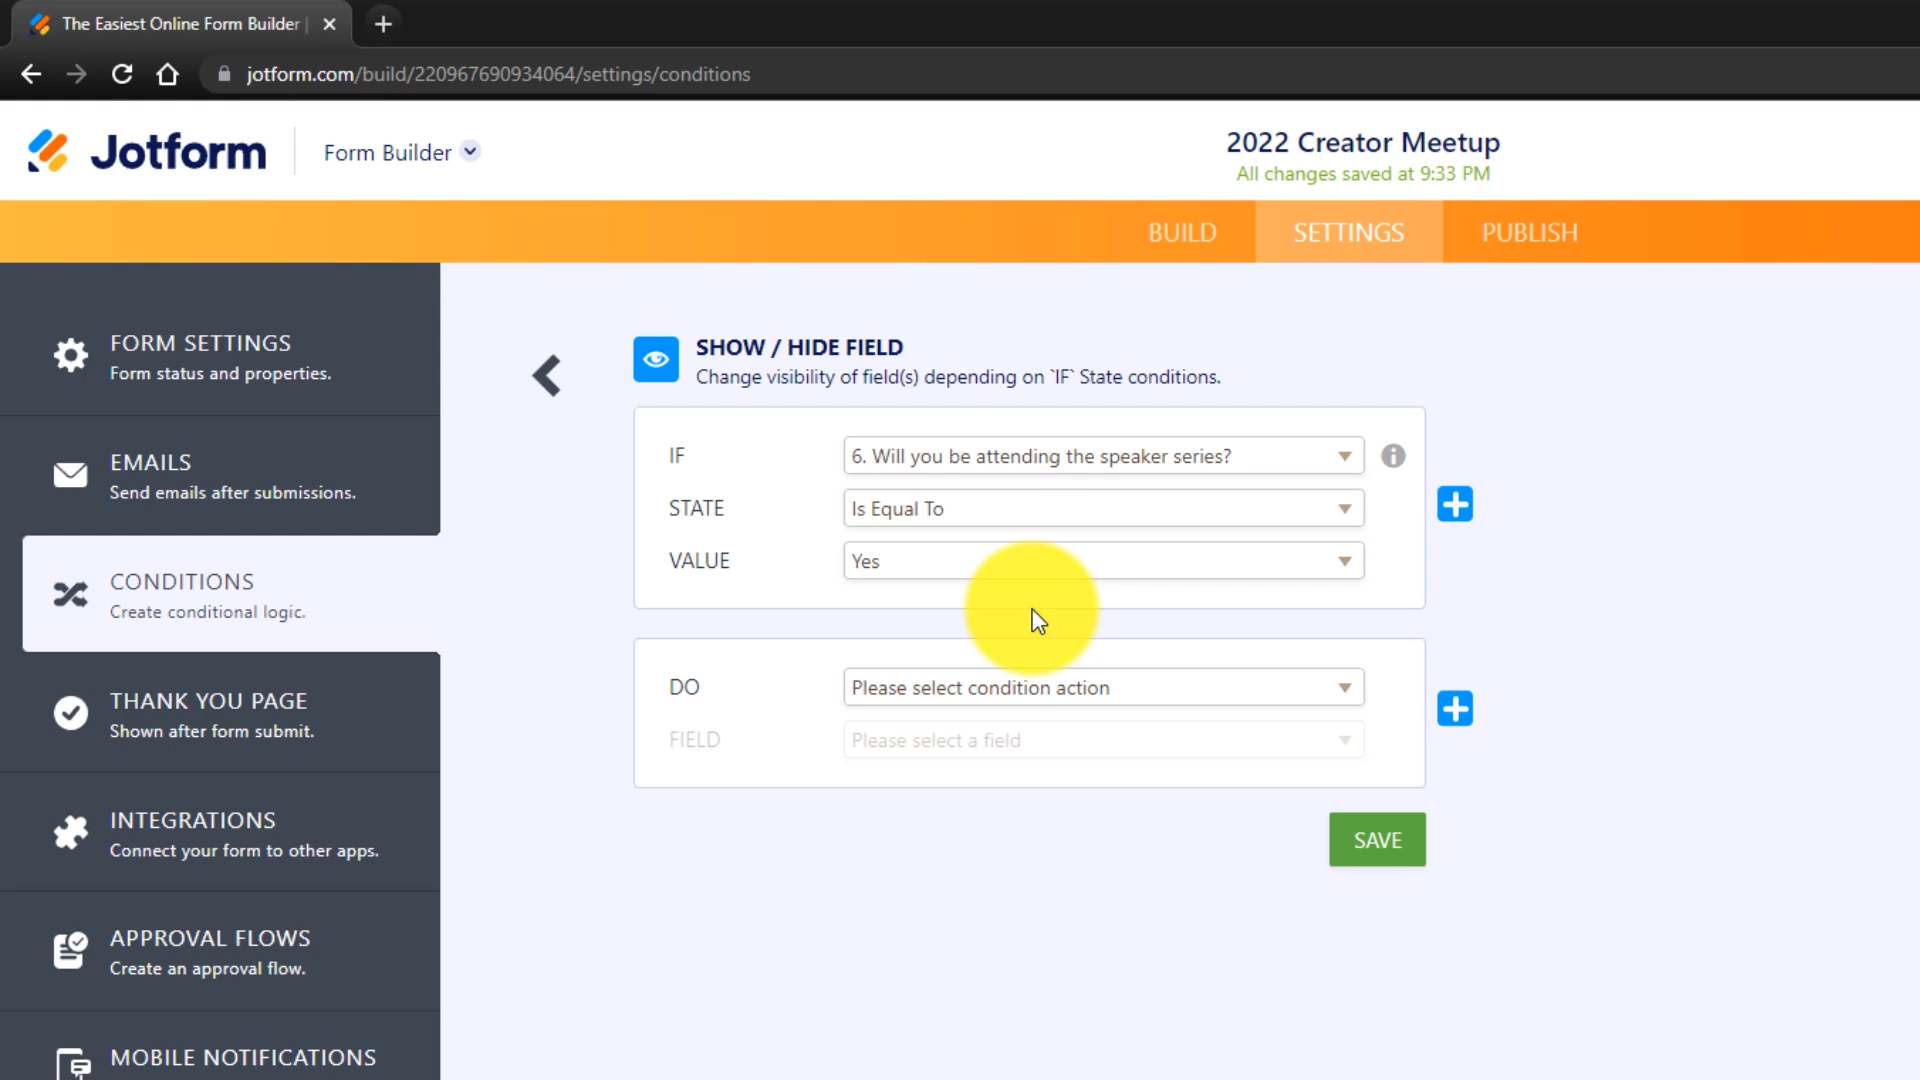 The Easiest Online Form Builder |
jotform.com/build/220967690934064/settings/conditions
Jotform
Form Builder
2022 Creator Meetup
All changes saved at 9:33 PM
BUILD
SETTINGS
PUBLISH
FORM SETTINGS
Form status and properties.
EMAILS
Send emails after submissions.
CONDITIONS
Create conditional logic.
THANK YOU PAGE
Shown after form submit.
INTEGRATIONS
Connect your form to other apps.
APPROVAL FLOWS
Create an approval flow.
MOBILE NOTIFICATIONS
SHOW / HIDE FIELD
Change visibility of field(s) depending on `IF` State conditions.
IF
6. Will you be attending the speaker series?
STATE
Is Equal To
VALUE
Yes
DO
Please select condition action
FIELD
Please select a field
SAVE